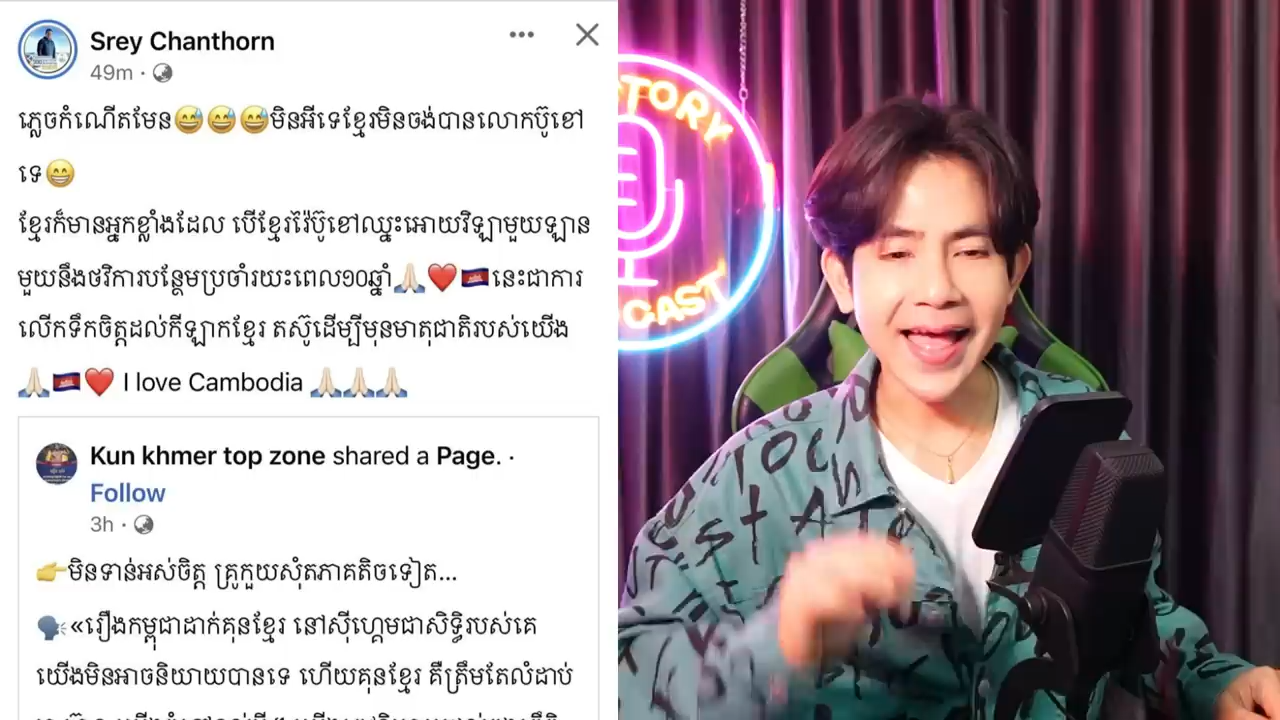 Srey Chanthorn
49m
ភ្លេចកំណើតមែន😅😅😅មិនអីទេខ្មែរមិនចង់បានលោកប៊ូខៅ
ទេ😁
ខ្មែរក៏មានអ្នកខ្លាំងដែល បើខ្មែររ៉ៃប៊ូខៅឈ្នះអោយវិឡាមួយឡាន
មួយនឹងថវិការបន្ថែមប្រចាំរយះពេល១០ឆ្នាំ🙏🏻❤️🇰🇭នេះជាការ
លើកទឹកចិត្តដល់កីឡាកខ្មែរ តស៊ូដើម្បីមុនមាតុជាតិរបស់យើង
🙏🏻🇰🇭❤️ I love Cambodia 🙏🏻🙏🏻🙏🏻
Kun khmer top zone shared a Page. ·
Follow
3h
👉មិនទាន់អស់ចិត្ត គ្រូកួយសុំតភាគតិចទៀត...
🗣️«រឿងកម្ពុជាដាក់គុនខ្មែរ នៅស៊ីហ្គេមជាសិទ្ធិរបស់គេ
យើងមិនអាចនិយាយបានទេ ហើយគុនខ្មែរ គឺត្រឹមតែលំដាប់
STORY
CAST